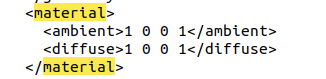 <material>
<ambient>1 0 0 1</ambient>
<diffuse>1 0 0 1</diffuse>
</material>